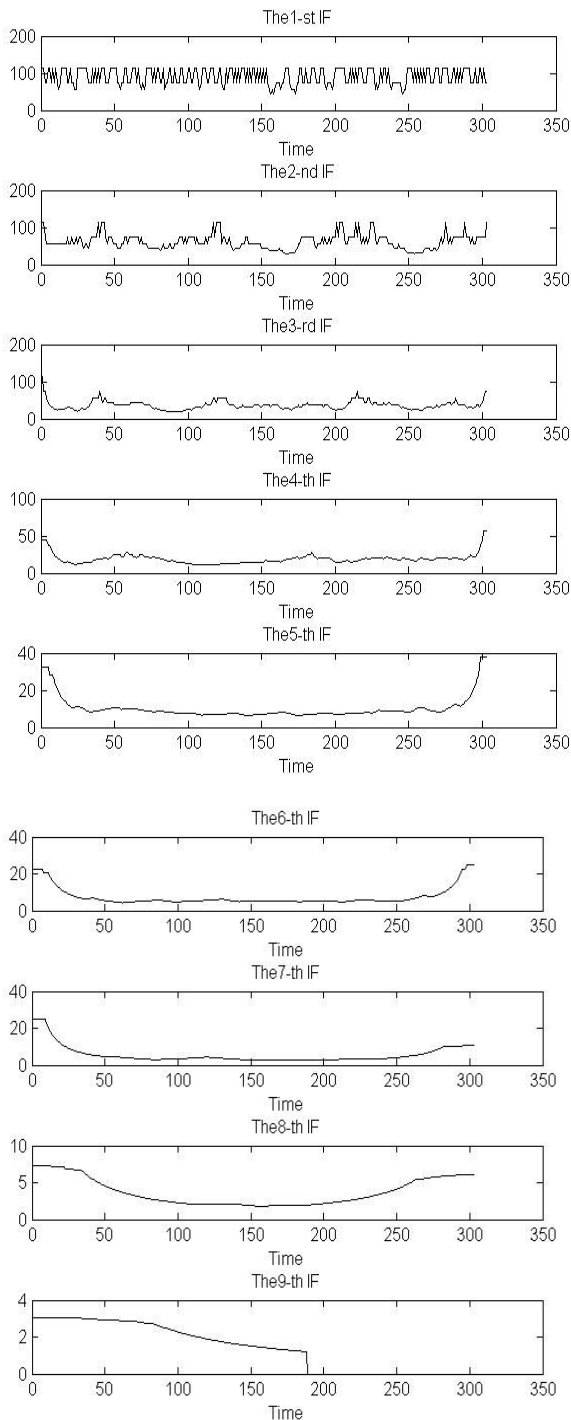 The1-st IF
200
100
0
0 50 100 150 200 250 300 350
Time
The2-nd IF
200
100
0
0 50 100 150 200 250 300 350
Time
The3-rd IF
200
100
0
0 50 100 150 200 250 300 350
Time
The4-th IF
100
50
0
0 50 100 150 200 250 300 350
Time
The5-th IF
40
20
0
0 50 100 150 200 250 300 350
Time
The6-th IF
40
20
0
0 50 100 150 200 250 300 350
Time
The7-th IF
40
20
0
0 50 100 150 200 250 300 350
Time
The8-th IF
10
5
0
0 50 100 150 200 250 300 350
Time
The9-th IF
4
2
0
0 50 100 150 200 250 300 350
Time